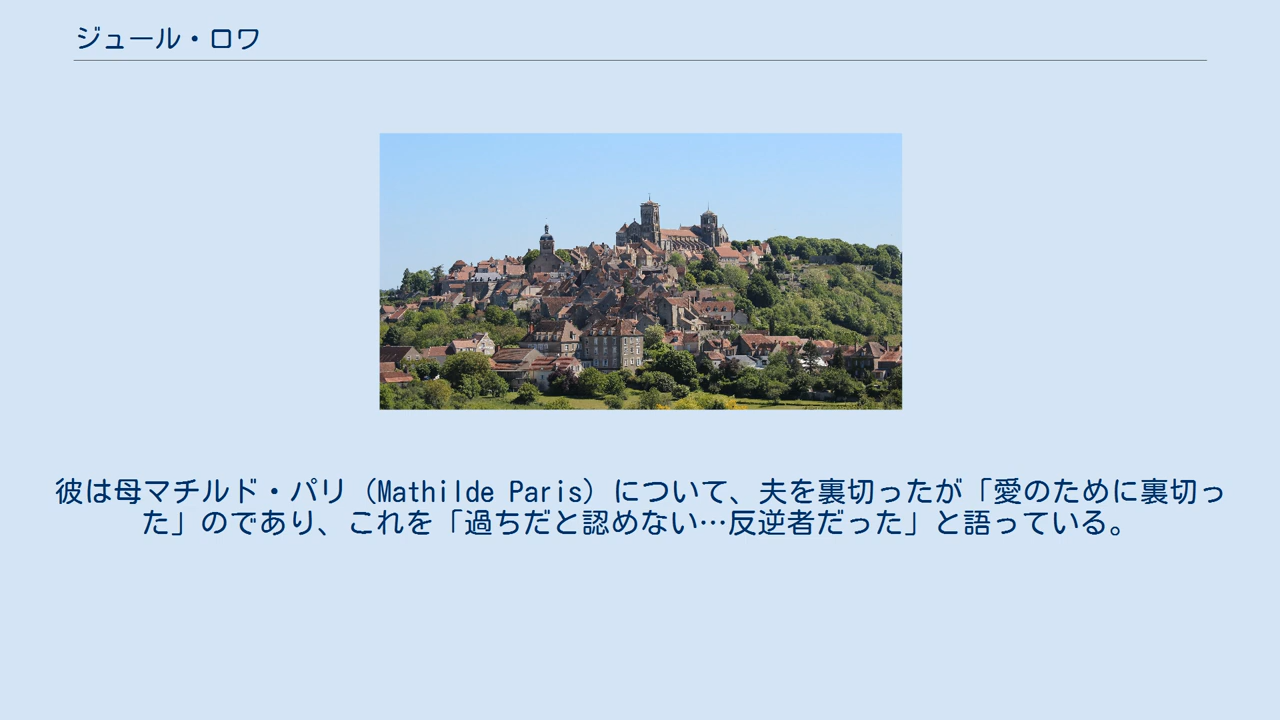 ジュール・ロワ
彼は母マチルド・パリ（Mathilde Paris）について、夫を裏切ったが「愛のために裏切っ
た」のであり、これを「過ちだと認めない…反逆者だった」と語っている。